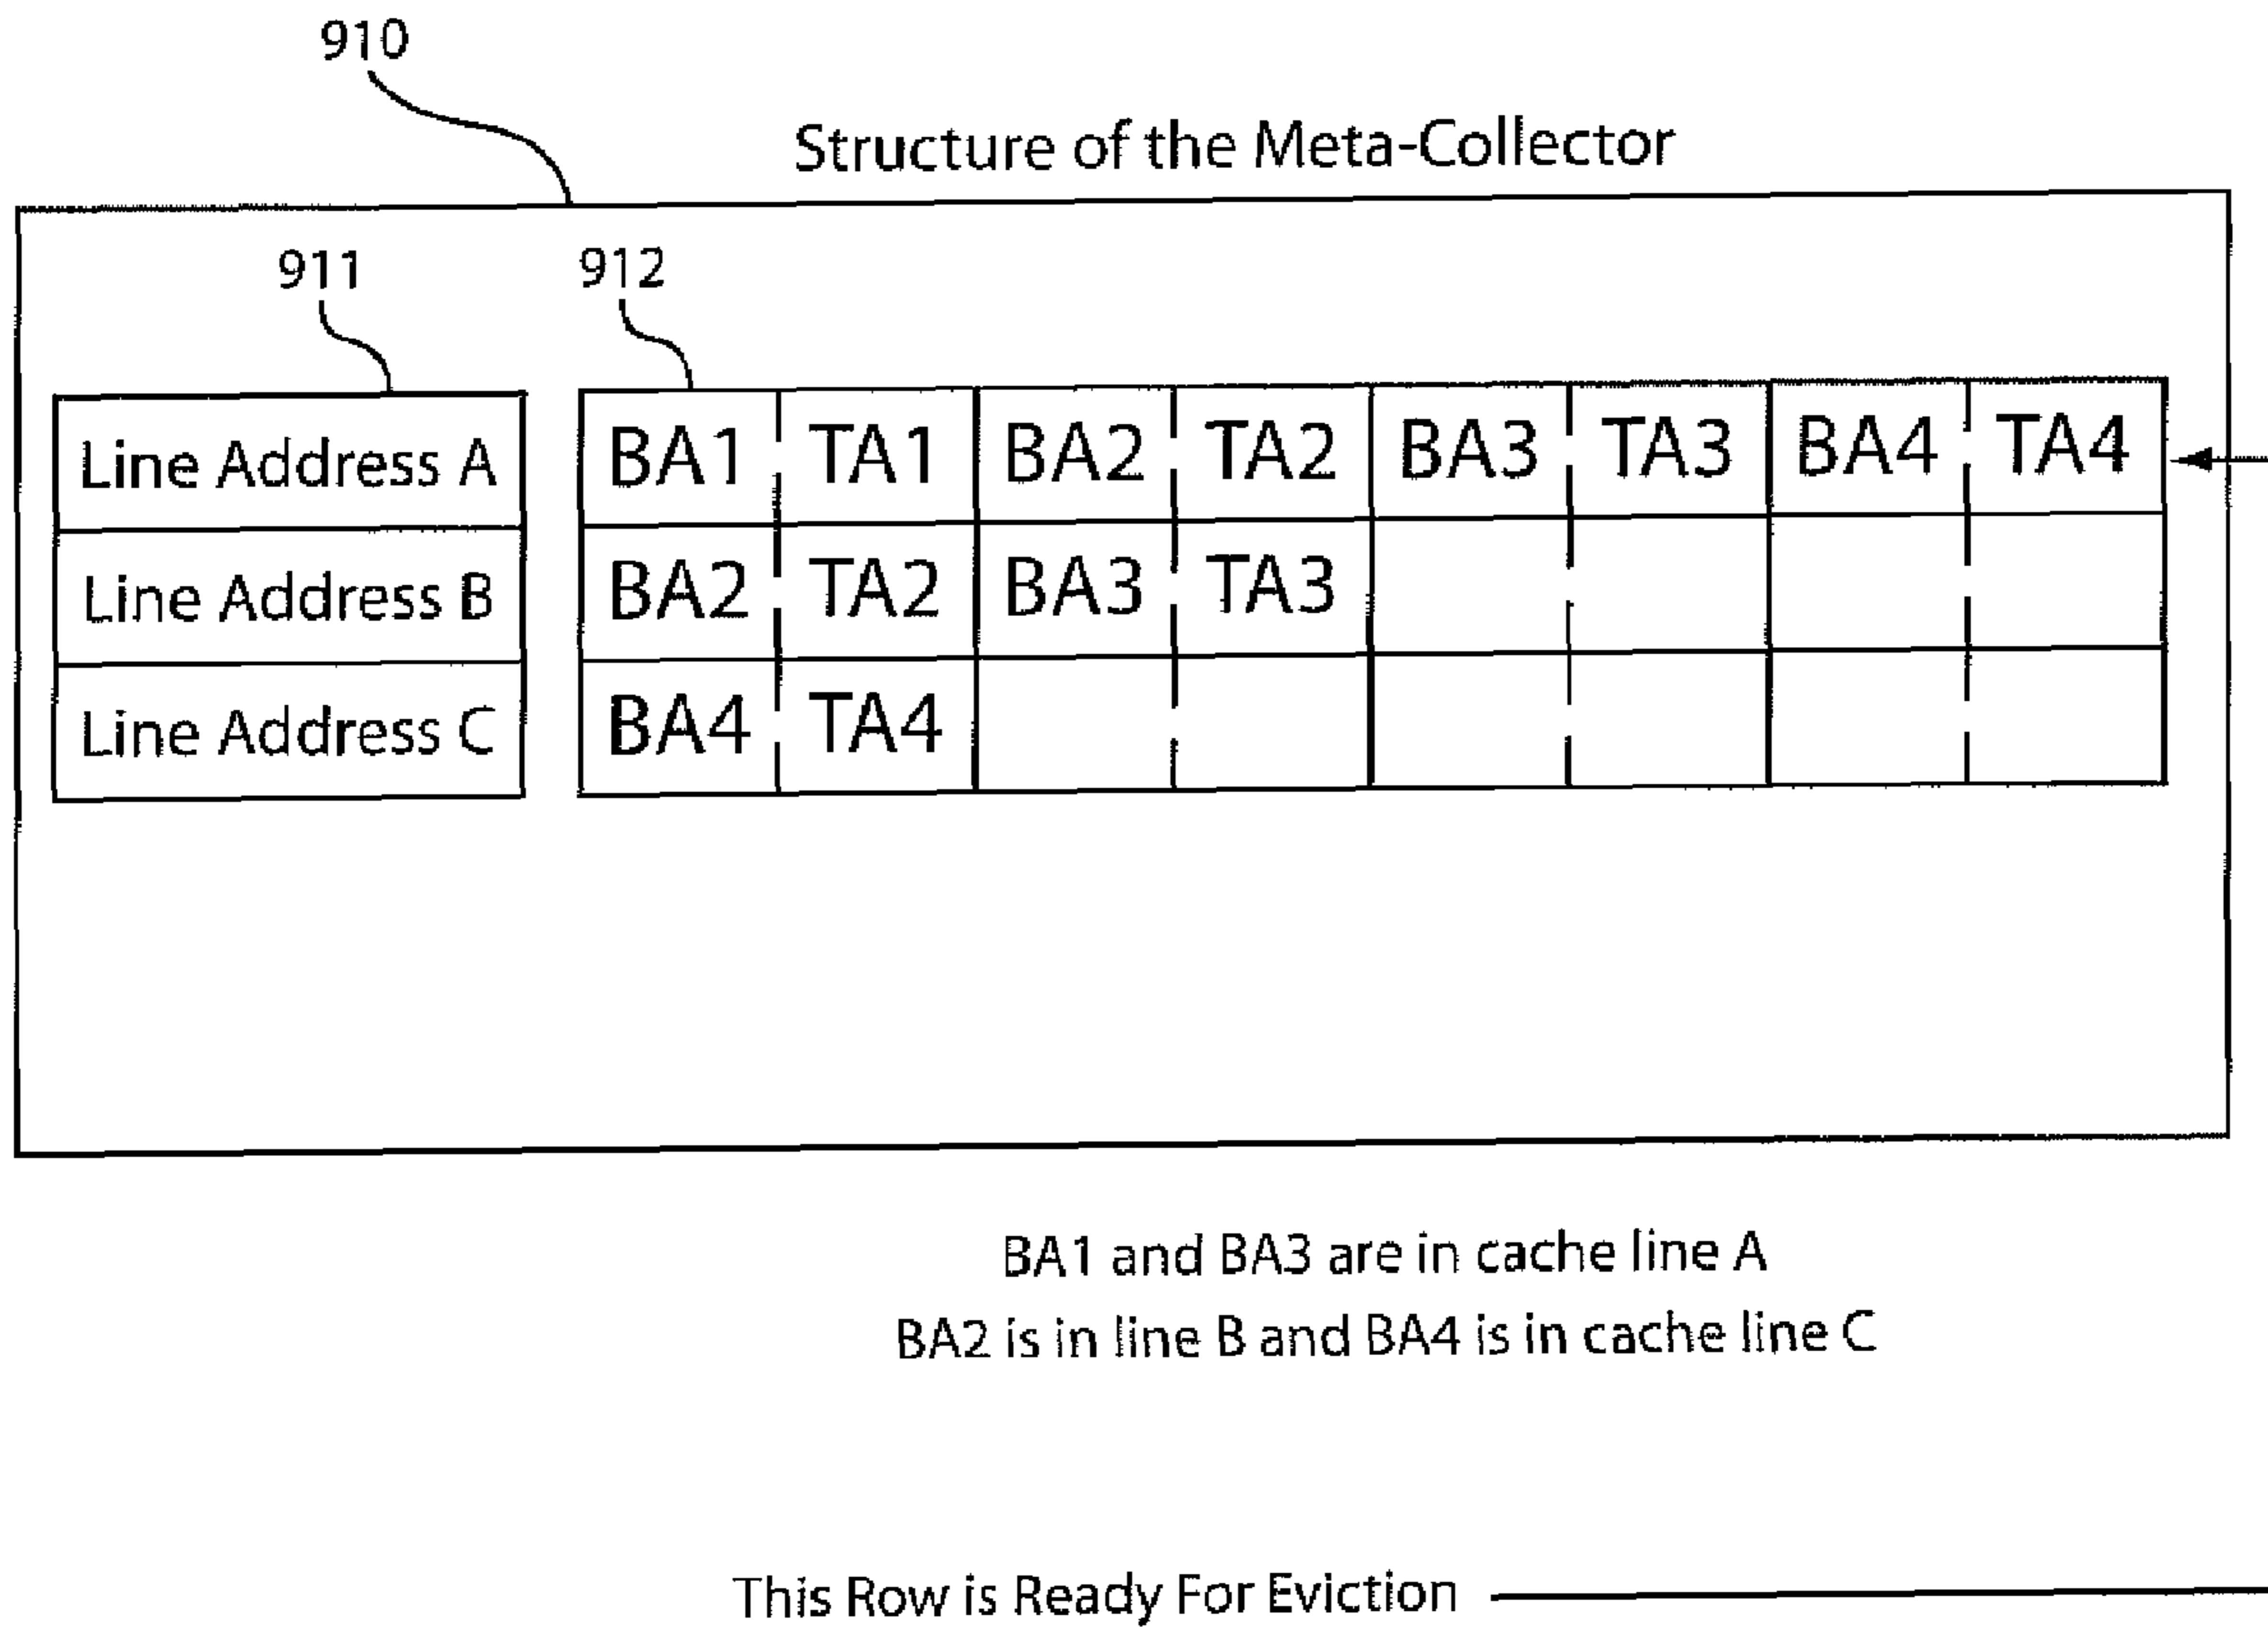 910
Structure of the Meta-Collector
911
912
Line Address A BA1 TA1 BA2 TA2 BA3 TA3 BA4 TA4
Line Address B BA2 TA2 BA3 TA3
Line Address C BA4 TA4
BA1 and BA3 are in cache line A
BA2 is in line B and BA4 is in cache line C
This Row is Ready For Eviction